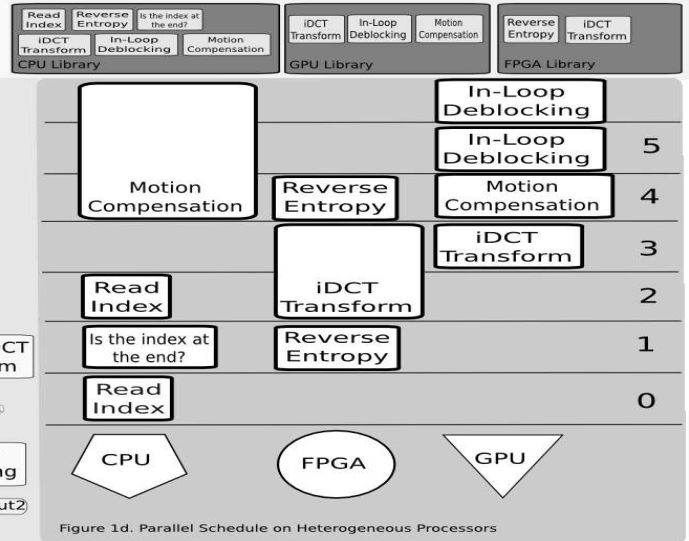 Read
Index
Reverse
Entropy
Is the index at
the end?
iDCT
Transform
In-Loop
Deblocking
Motion
Compensation
CPU Library
iDCT
Transform
In-Loop
Deblocking
Motion
Compensation
GPU Library
Reverse
Entropy
iDCT
Transform
FPGA Library
In-Loop
Deblocking
In-Loop
Deblocking
5
Motion
Compensation
Reverse
Entropy
Motion
Compensation
4
iDCT
Transform
3
Read
Index
iDCT
Transform
2
Is the index at
the end?
Reverse
Entropy
1
CT
m
Read
Index
0
ng
ut2
CPU
FPGA
GPU
Figure 1d. Parallel Schedule on Heterogeneous Processors